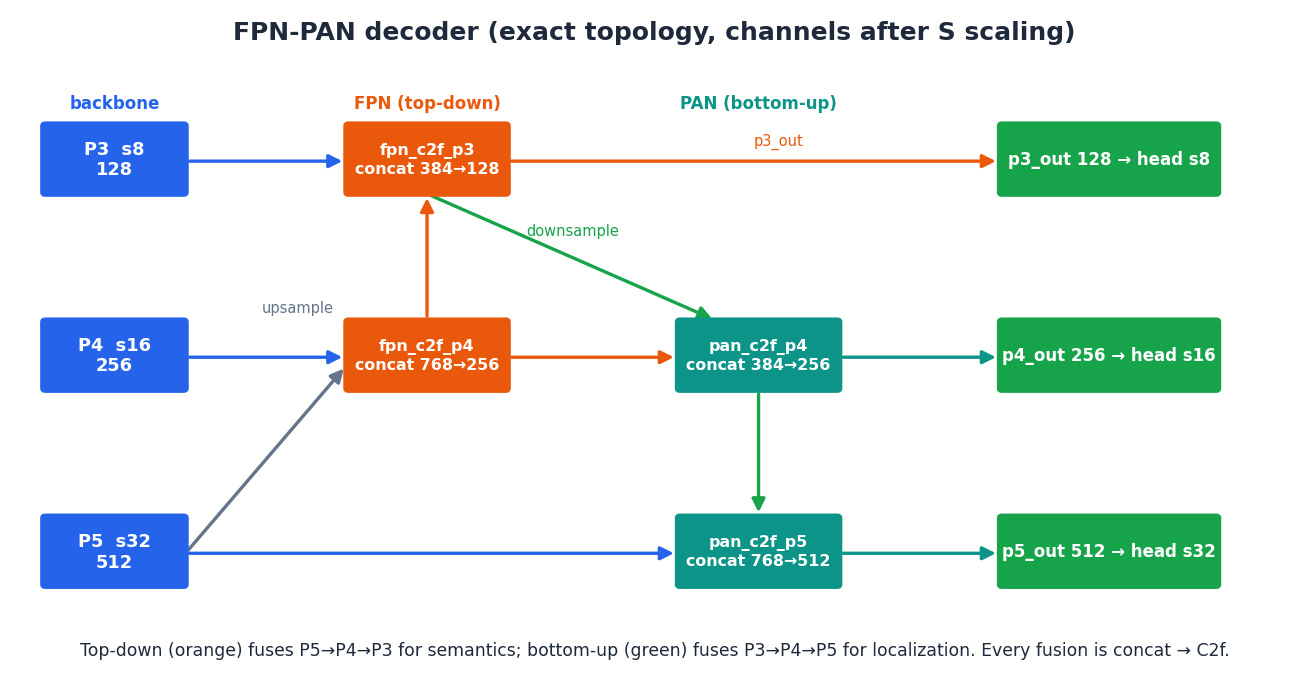 FPN-PAN decoder (exact topology, channels after S scaling)
backbone
FPN (top-down)
PAN (bottom-up)
P3  s8
128
fpn_c2f_p3
concat 384→128
p3_out
p3_out 128 → head s8
downsample
upsample
P4  s16
256
fpn_c2f_p4
concat 768→256
pan_c2f_p4
concat 384→256
p4_out 256 → head s16
P5  s32
512
pan_c2f_p5
concat 768→512
p5_out 512 → head s32
Top-down (orange) fuses P5→P4→P3 for semantics; bottom-up (green) fuses P3→P4→P5 for localization. Every fusion is concat → C2f.